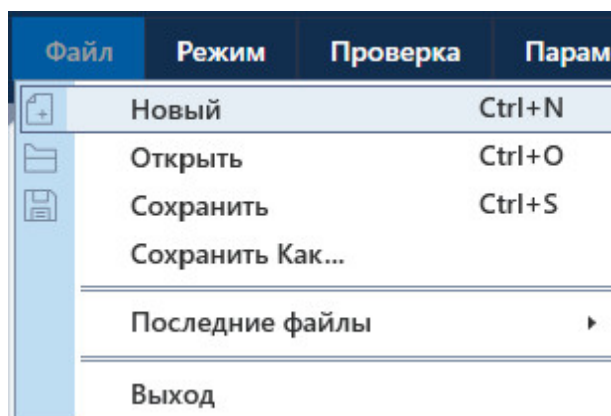 Файл Режим Проверка Парам
Новый Ctrl+N
Открыть Ctrl+O
Сохранить Ctrl+S
Сохранить Как...
Последние файлы
Выход